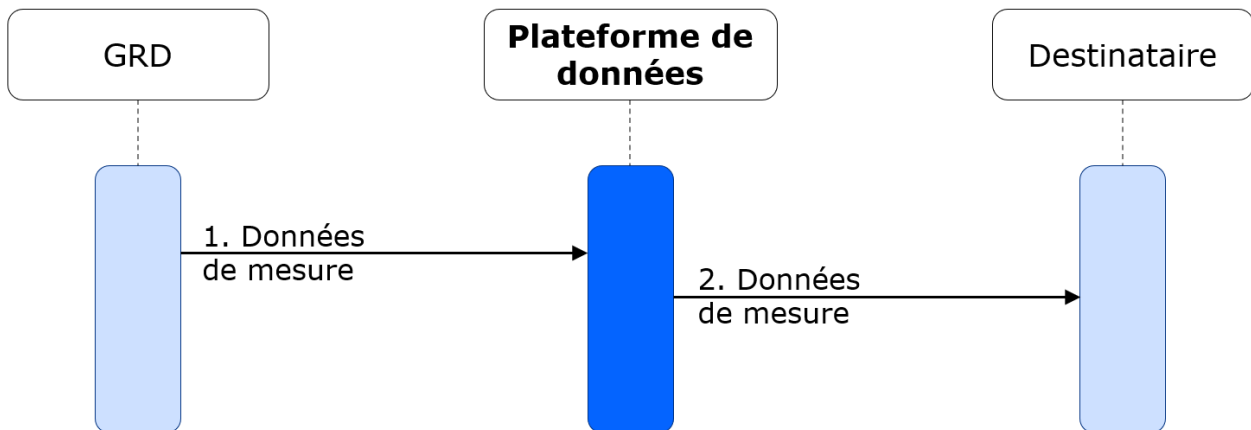 GRD
Plateforme de
données
Destinataire
1. Données
de mesure
2. Données
de mesure